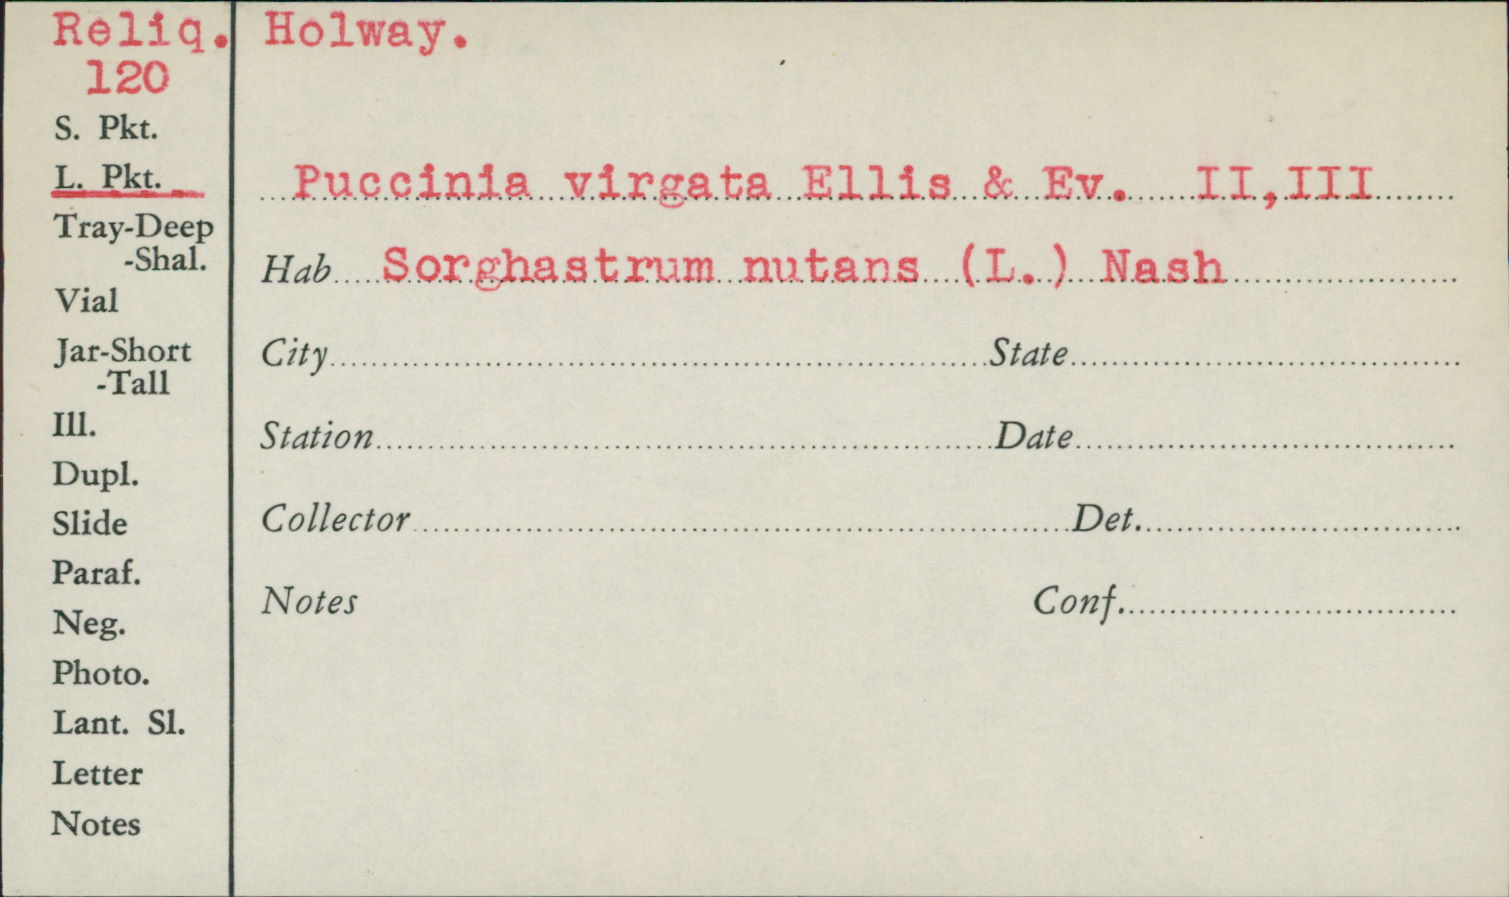 Reliq. Holway.
120
S. Pkt.
L. Pkt.
Tray-Deep
-Shal.
Vial
Jar-Short
-Tall
Ill.
Dupl.
Slide
Paraf.
Neg.
Photo.
Lant. Sl.
Letter
Notes
Puccinia virgata Ellis & Ev. II,III
Hab Sorghastrum nutans (L.) Nash
City State
Station Date
Collector Det.
Notes Conf.